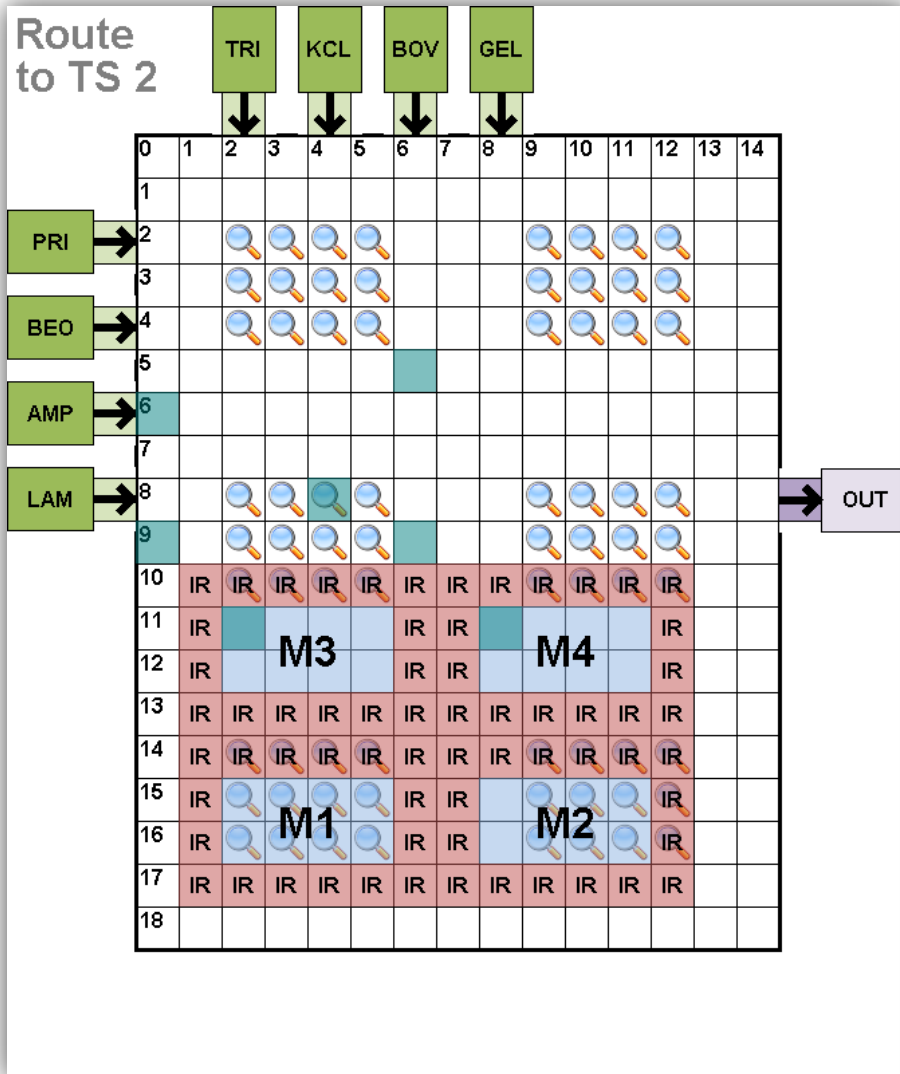 Route
to TS 2
TRI KCL BOV GEL
0 1 2 3 4 5 6 7 8 9 10 11 12 13 14
1
PRI 2
3
BEO 4
5
AMP 6
7
LAM 8 OUT
9
10 IR IR IR IR IR IR IR IR IR IR IR IR
11 IR M3 IR IR M4 IR
12 IR IR IR IR
13 IR IR IR IR IR IR IR IR IR IR IR IR
14 IR IR IR IR IR IR IR IR IR IR IR IR
15 IR M1 IR IR M2 IR
16 IR IR IR IR
17 IR IR IR IR IR IR IR IR IR IR IR IR
18